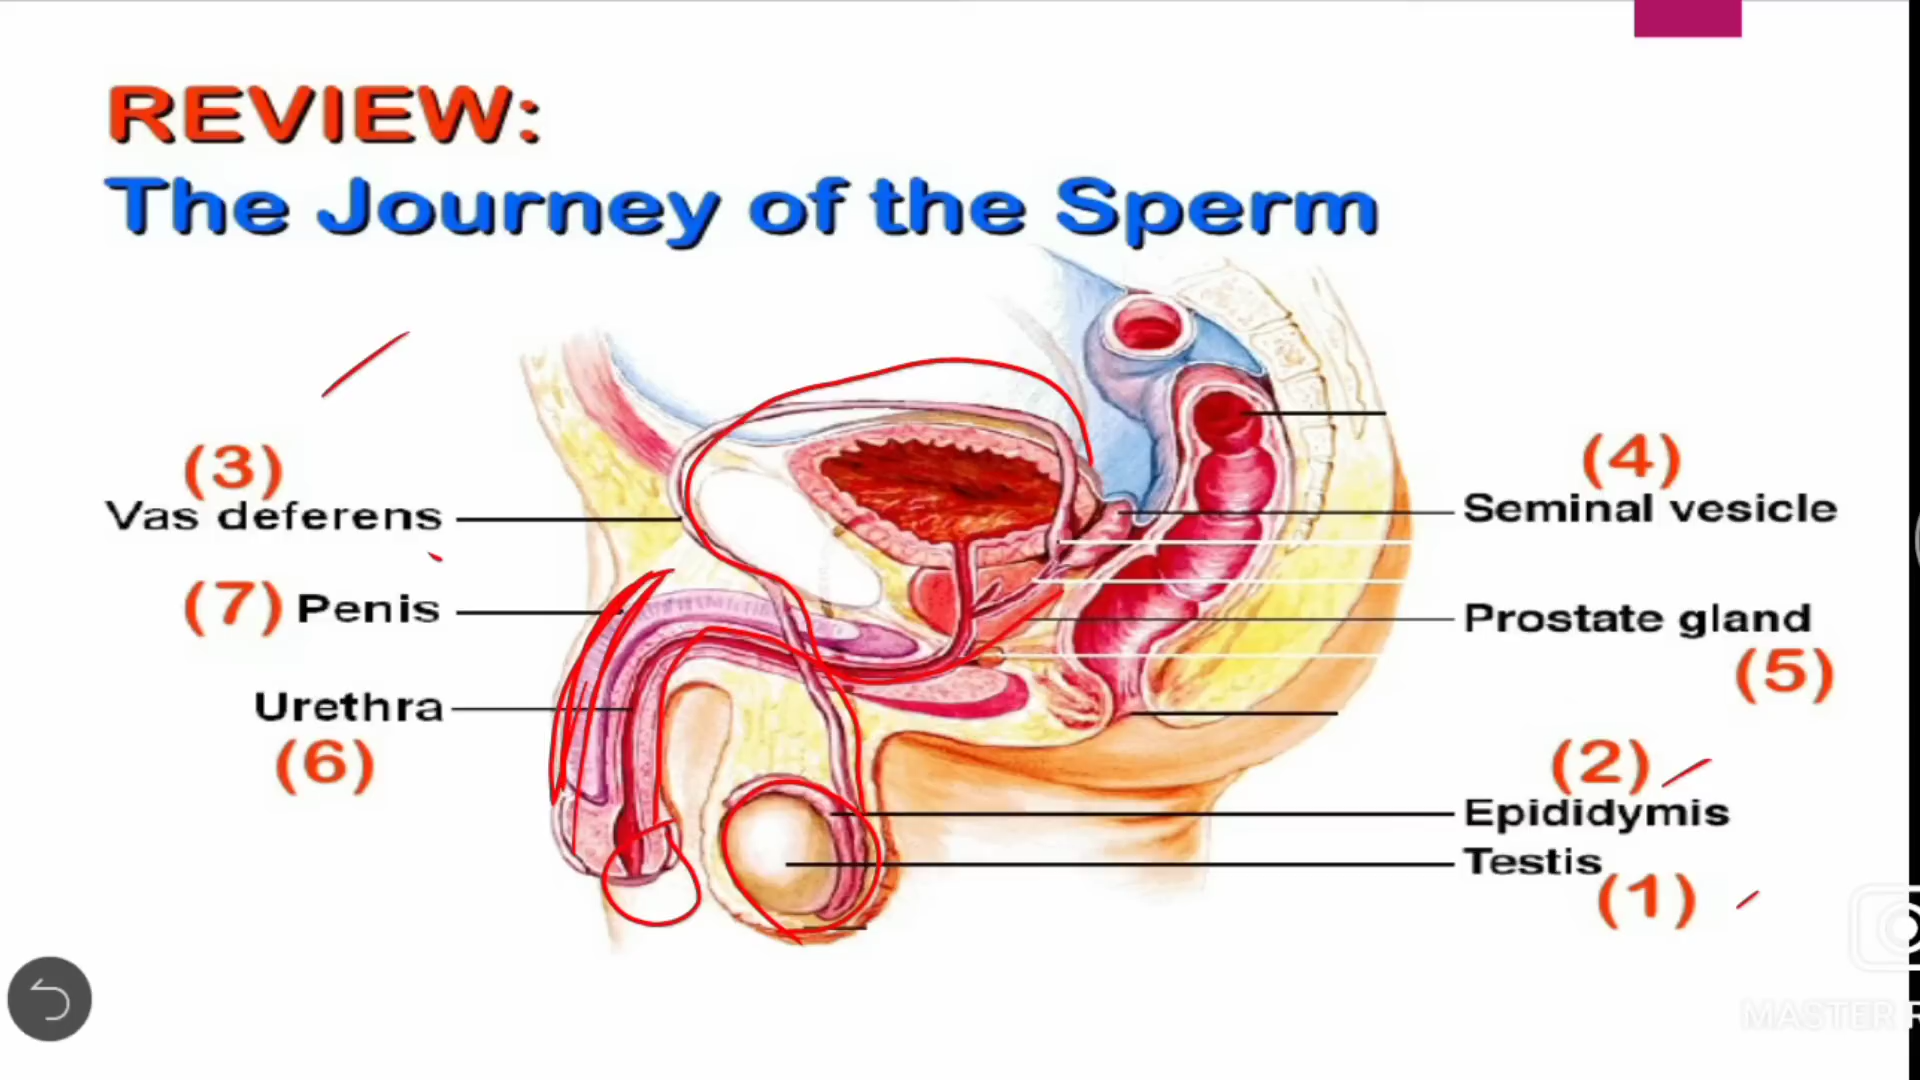 REVIEW:
The Journey of the Sperm
(3)
Vas deferens
(7) Penis
Urethra
(6)
(4)
Seminal vesicle
Prostate gland
(5)
(2)
Epididymis
Testis
(1)
MASTER